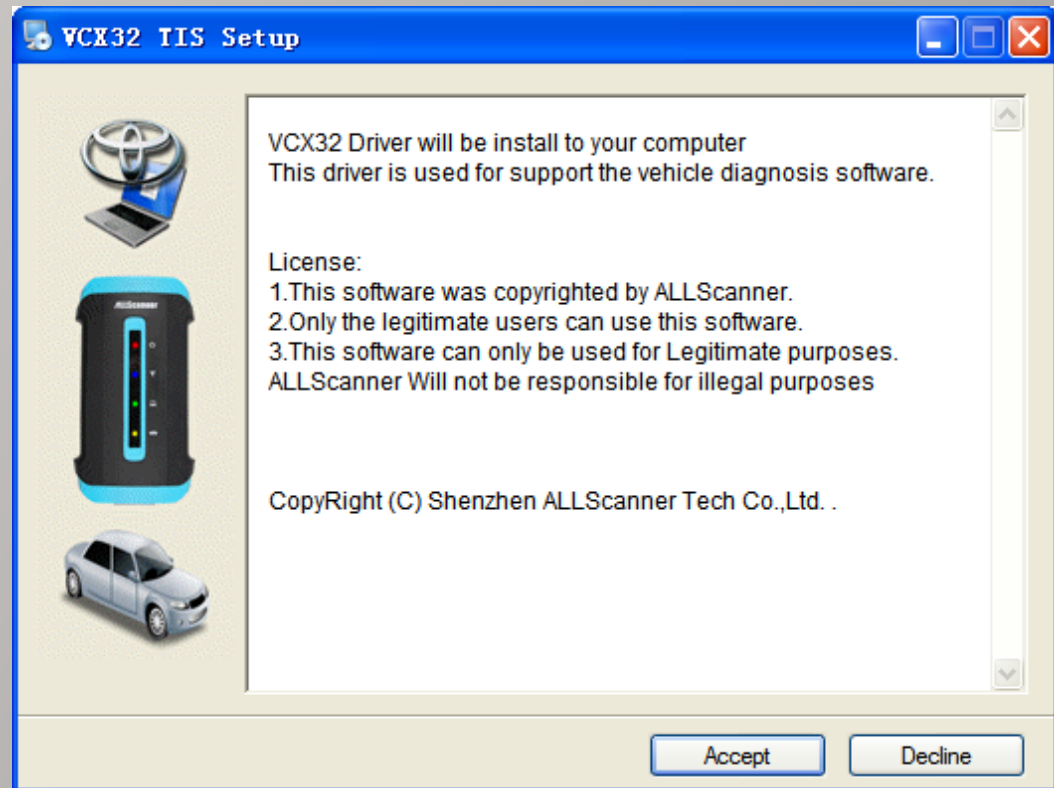 VCX32 TIS Setup
VCX32 Driver will be install to your computer
This driver is used for support the vehicle diagnosis software.
License:
1.This software was copyrighted by ALLScanner.
2.Only the legitimate users can use this software.
3.This software can only be used for Legitimate purposes.
ALLScanner Will not be responsible for illegal purposes
CopyRight (C) Shenzhen ALLScanner Tech Co.,Ltd. .
ALLScanner
Accept
Decline